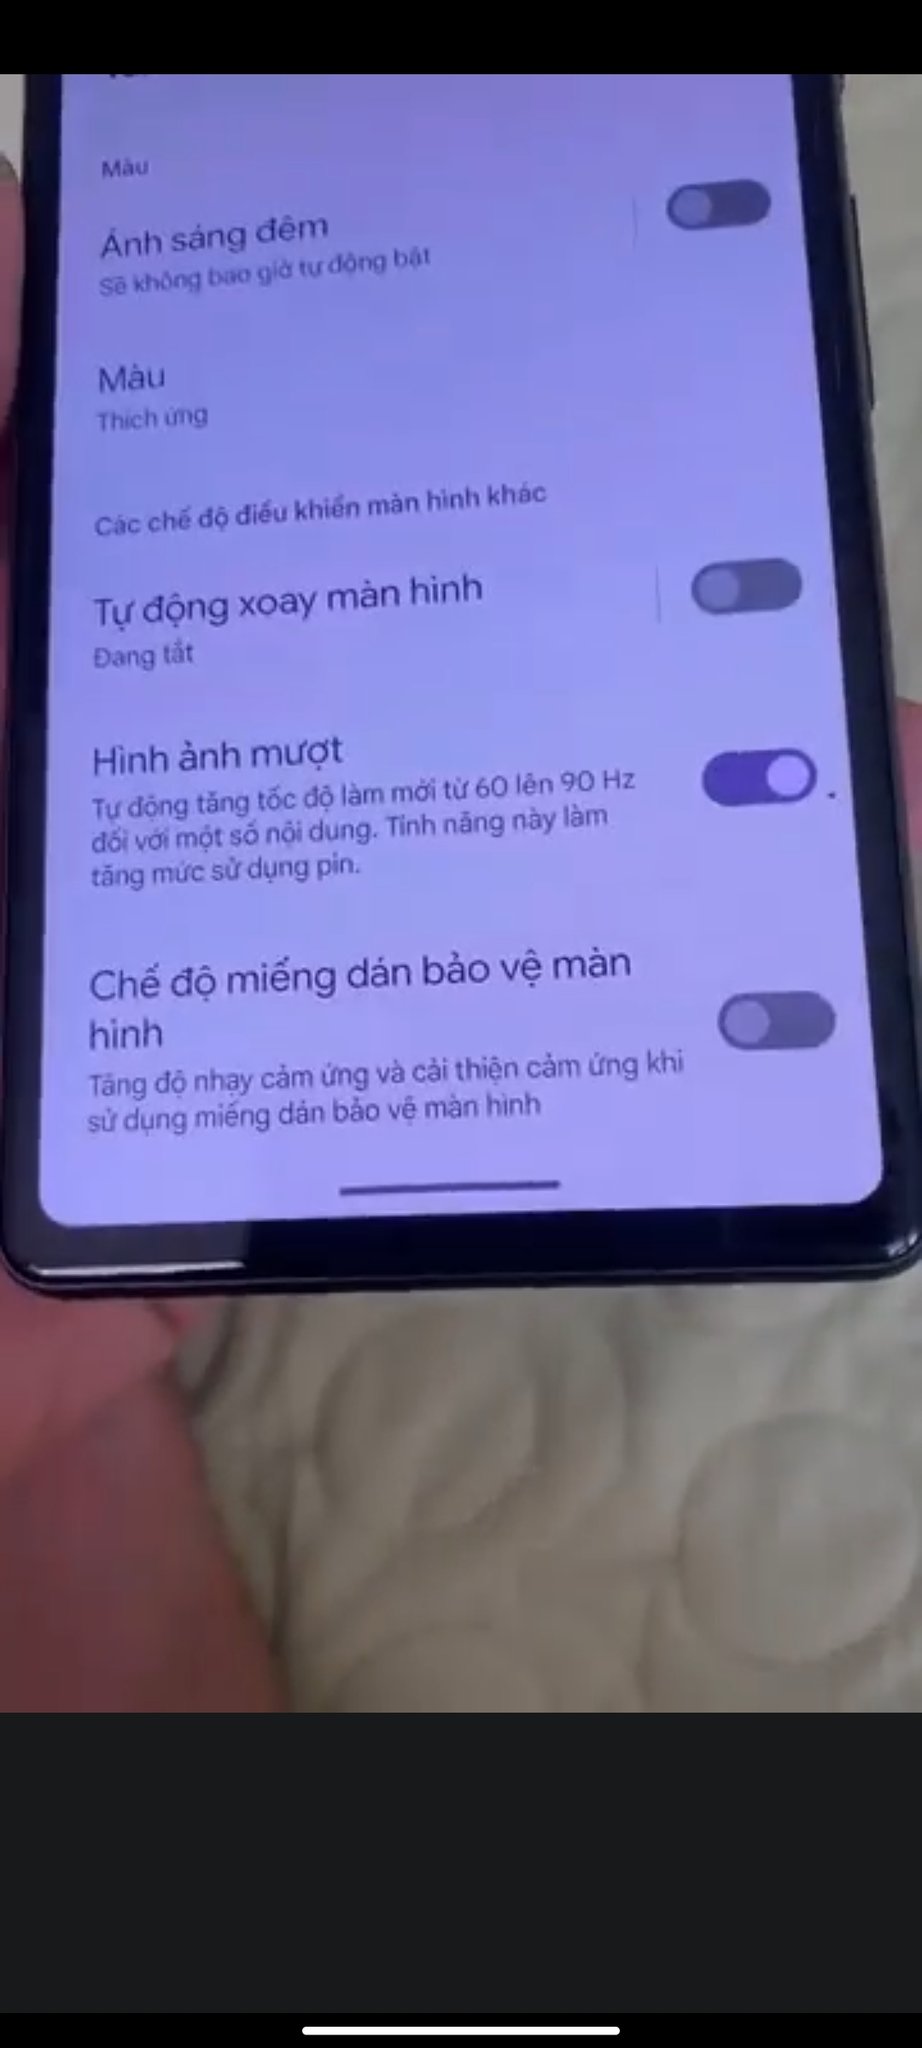 Màu
Ánh sáng đêm
Sẽ không bao giờ tự động bật
Màu
Thích ứng
Các chế độ điều khiển màn hình khác
Tự động xoay màn hình
Đang tắt
Hình ảnh mượt
Tự động tăng tốc độ làm mới từ 60 lên 90 Hz
đối với một số nội dung. Tính năng này làm
tăng mức sử dụng pin.
Chế độ miếng dán bảo vệ màn
hình
Tăng độ nhạy cảm ứng và cải thiện cảm ứng khi
sử dụng miếng dán bảo vệ màn hình